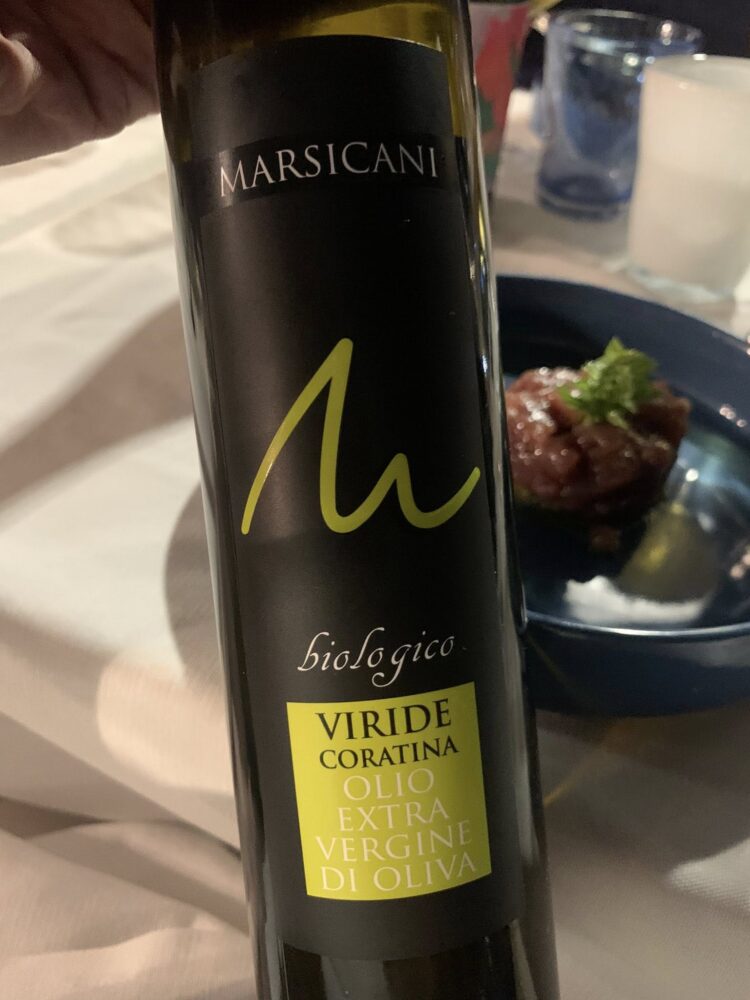 MARSICANI
biologico
VIRIDE
CORATINA
OLIO
EXTRA
VERGINE
DI OLIVA